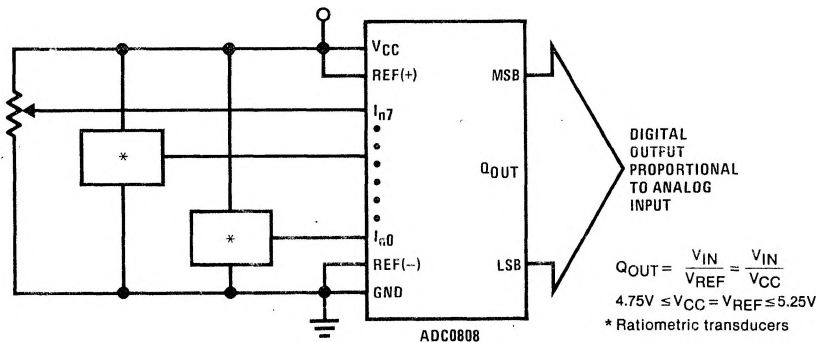 VCC
REF(+)
In7
*
*
In0
REF(−)
GND
MSB
QOUT
LSB
ADC0808
DIGITAL
OUTPUT
PROPORTIONAL
TO ANALOG
INPUT
QOUT = VIN/VREF = VIN/VCC
4.75V ≤ VCC = VREF ≤ 5.25V
* Ratiometric transducers